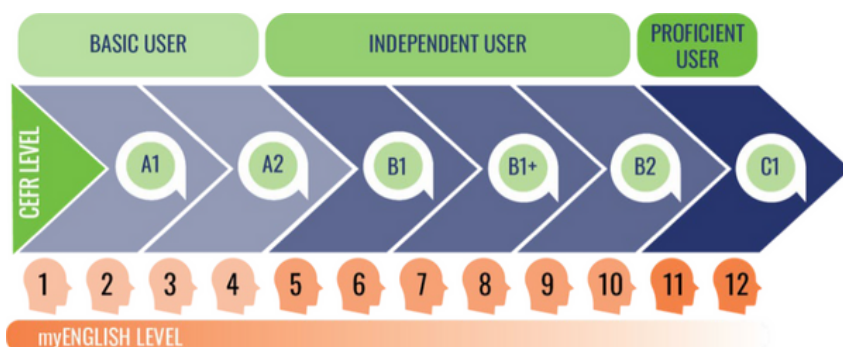 BASIC USER
INDEPENDENT USER
PROFICIENT
USER
CEFR LEVEL
A1
A2
B1
B1+
B2
C1
1 2 3 4 5 6 7 8 9 10 11 12
myENGLISH LEVEL